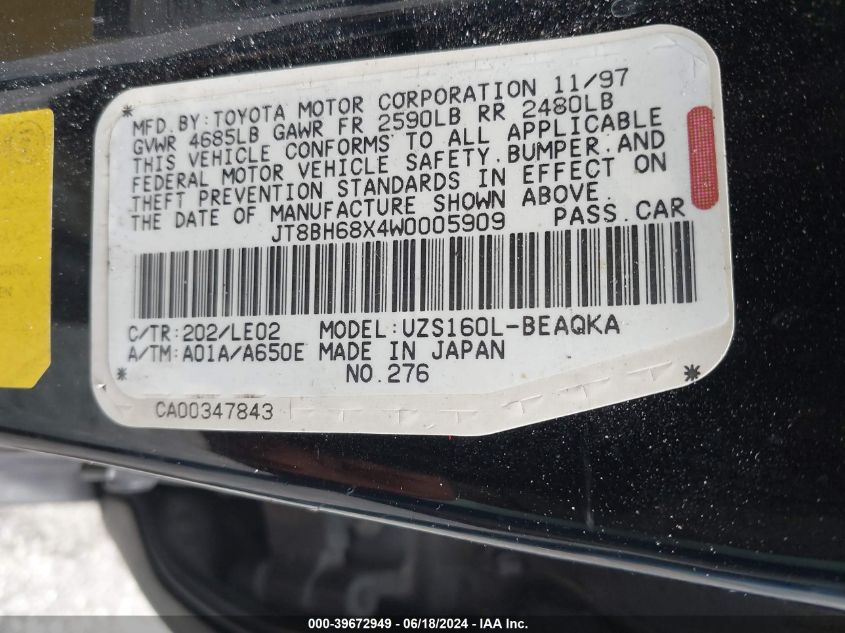 MFD. BY: TOYOTA MOTOR CORPORATION 11/97
GVWR 4685LB GAWR FR 2590LB RR 2480LB
THIS VEHICLE CONFORMS TO ALL APPLICABLE
FEDERAL MOTOR VEHICLE SAFETY, BUMPER, AND
THEFT PREVENTION STANDARDS IN EFFECT ON
THE DATE OF MANUFACTURE SHOWN ABOVE.
JT8BH68X4W0005909 PASS. CAR
C/TR: 202/LE02 MODEL: UZS160L-BEAQKA
A/TM: A01A/A650E MADE IN JAPAN
* NO. 276 *
CA00347843
000-39672949 - 06/18/2024 - IAA Inc.